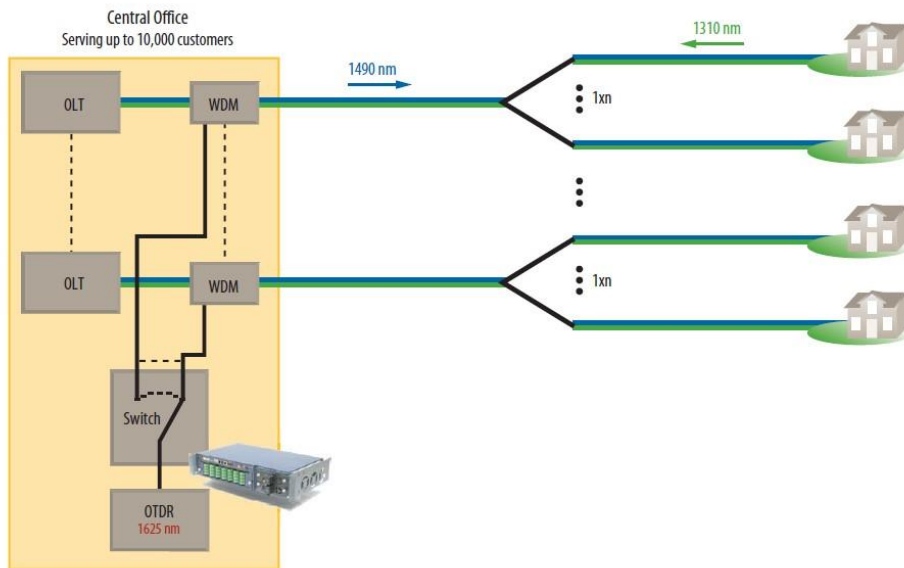 Central Office
Serving up to 10,000 customers
1490 nm
1310 nm
OLT
WDM
1xn
OLT
WDM
1xn
Switch
OTDR
1625 nm